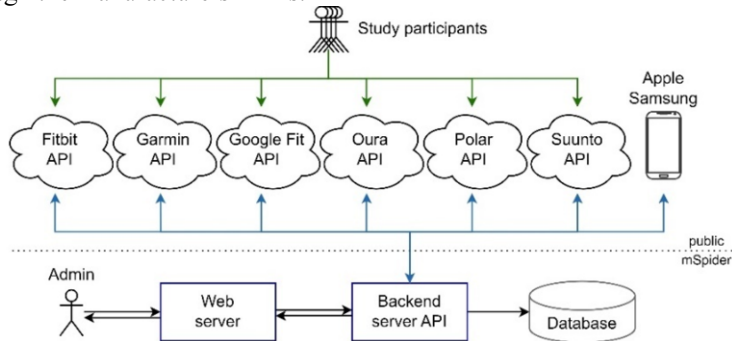 Study participants
Apple
Samsung
Fitbit
API
Garmin
API
Google Fit
API
Oura
API
Polar
API
Suunto
API
public
mSpider
Admin
Web
server
Backend
server API
Database